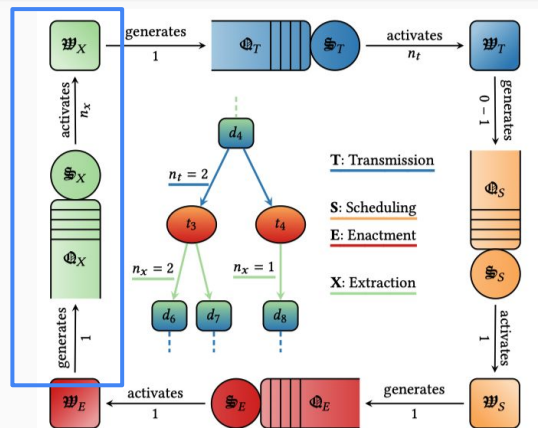 𝔚_X
generates
1
𝔔_T
𝔖_T
activates
n_t
𝔚_T
activates
n_x
generates
0 – 1
d_4
n_t = 2
T: Transmission
𝔖_X
𝔔_S
t_3
t_4
S: Scheduling
E: Enactment
𝔔_X
n_x = 2
n_x = 1
X: Extraction
𝔖_S
d_6
d_7
d_8
generates
1
activates
1
𝔚_E
activates
1
𝔖_E
𝔔_E
generates
1
𝔚_S